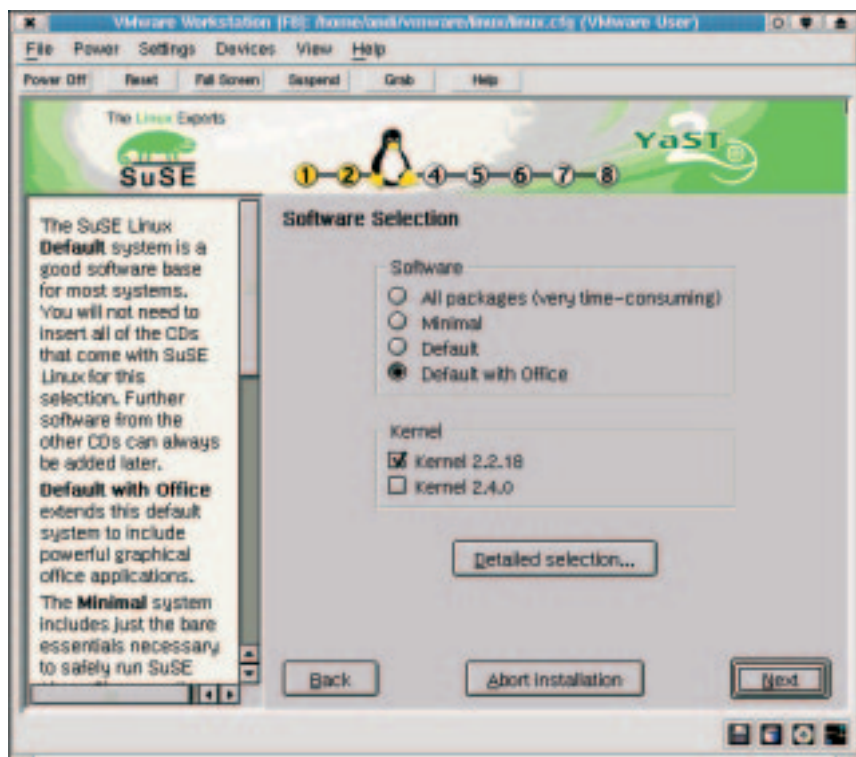 VMware Workstation [FB]: /home/andi/vmware/linux/linux.cfg (VMware User)
File Power Settings Devices View Help
Power Off Reset Full Screen Suspend Grab Help
The Linux Experts
SuSE
1 2 4 5 6 7 8
YaST 2
The SuSE Linux
Default system is a
good software base
for most systems.
You will not need to
insert all of the CDs
that come with SuSE
Linux for this
selection. Further
software from the
other CDs can always
be added later.
Default with Office
extends this default
system to include
powerful graphical
office applications.
The Minimal system
includes just the bare
essentials necessary
to safely run SuSE
Software Selection
Software
All packages (very time-consuming)
Minimal
Default
Default with Office
Kernel
Kernel 2.2.18
Kernel 2.4.0
Detailed selection...
Back
Abort installation
Next